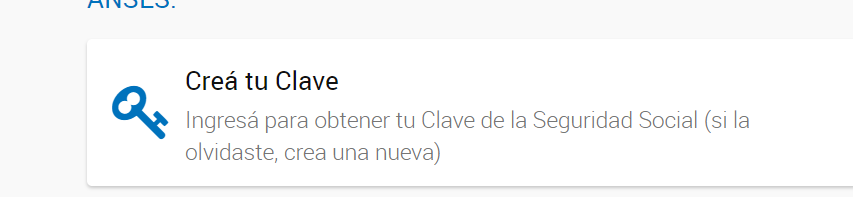 ANSES.
Creá tu Clave
Ingresá para obtener tu Clave de la Seguridad Social (si la
olvidaste, crea una nueva)